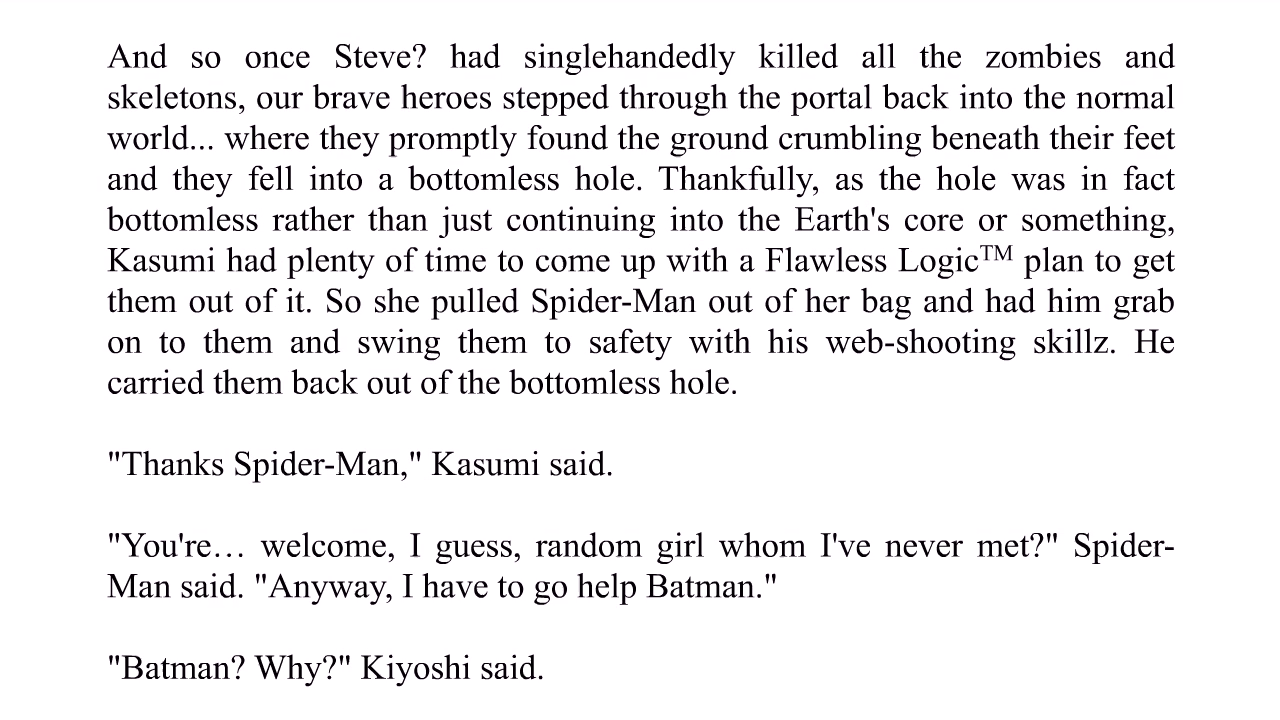 And so once Steve? had singlehandedly killed all the zombies and
skeletons, our brave heroes stepped through the portal back into the normal
world... where they promptly found the ground crumbling beneath their feet
and they fell into a bottomless hole. Thankfully, as the hole was in fact
bottomless rather than just continuing into the Earth's core or something,
Kasumi had plenty of time to come up with a Flawless Logic™ plan to get
them out of it. So she pulled Spider-Man out of her bag and had him grab
on to them and swing them to safety with his web-shooting skillz. He
carried them back out of the bottomless hole.
"Thanks Spider-Man," Kasumi said.
"You're… welcome, I guess, random girl whom I've never met?" Spider-
Man said. "Anyway, I have to go help Batman."
"Batman? Why?" Kiyoshi said.